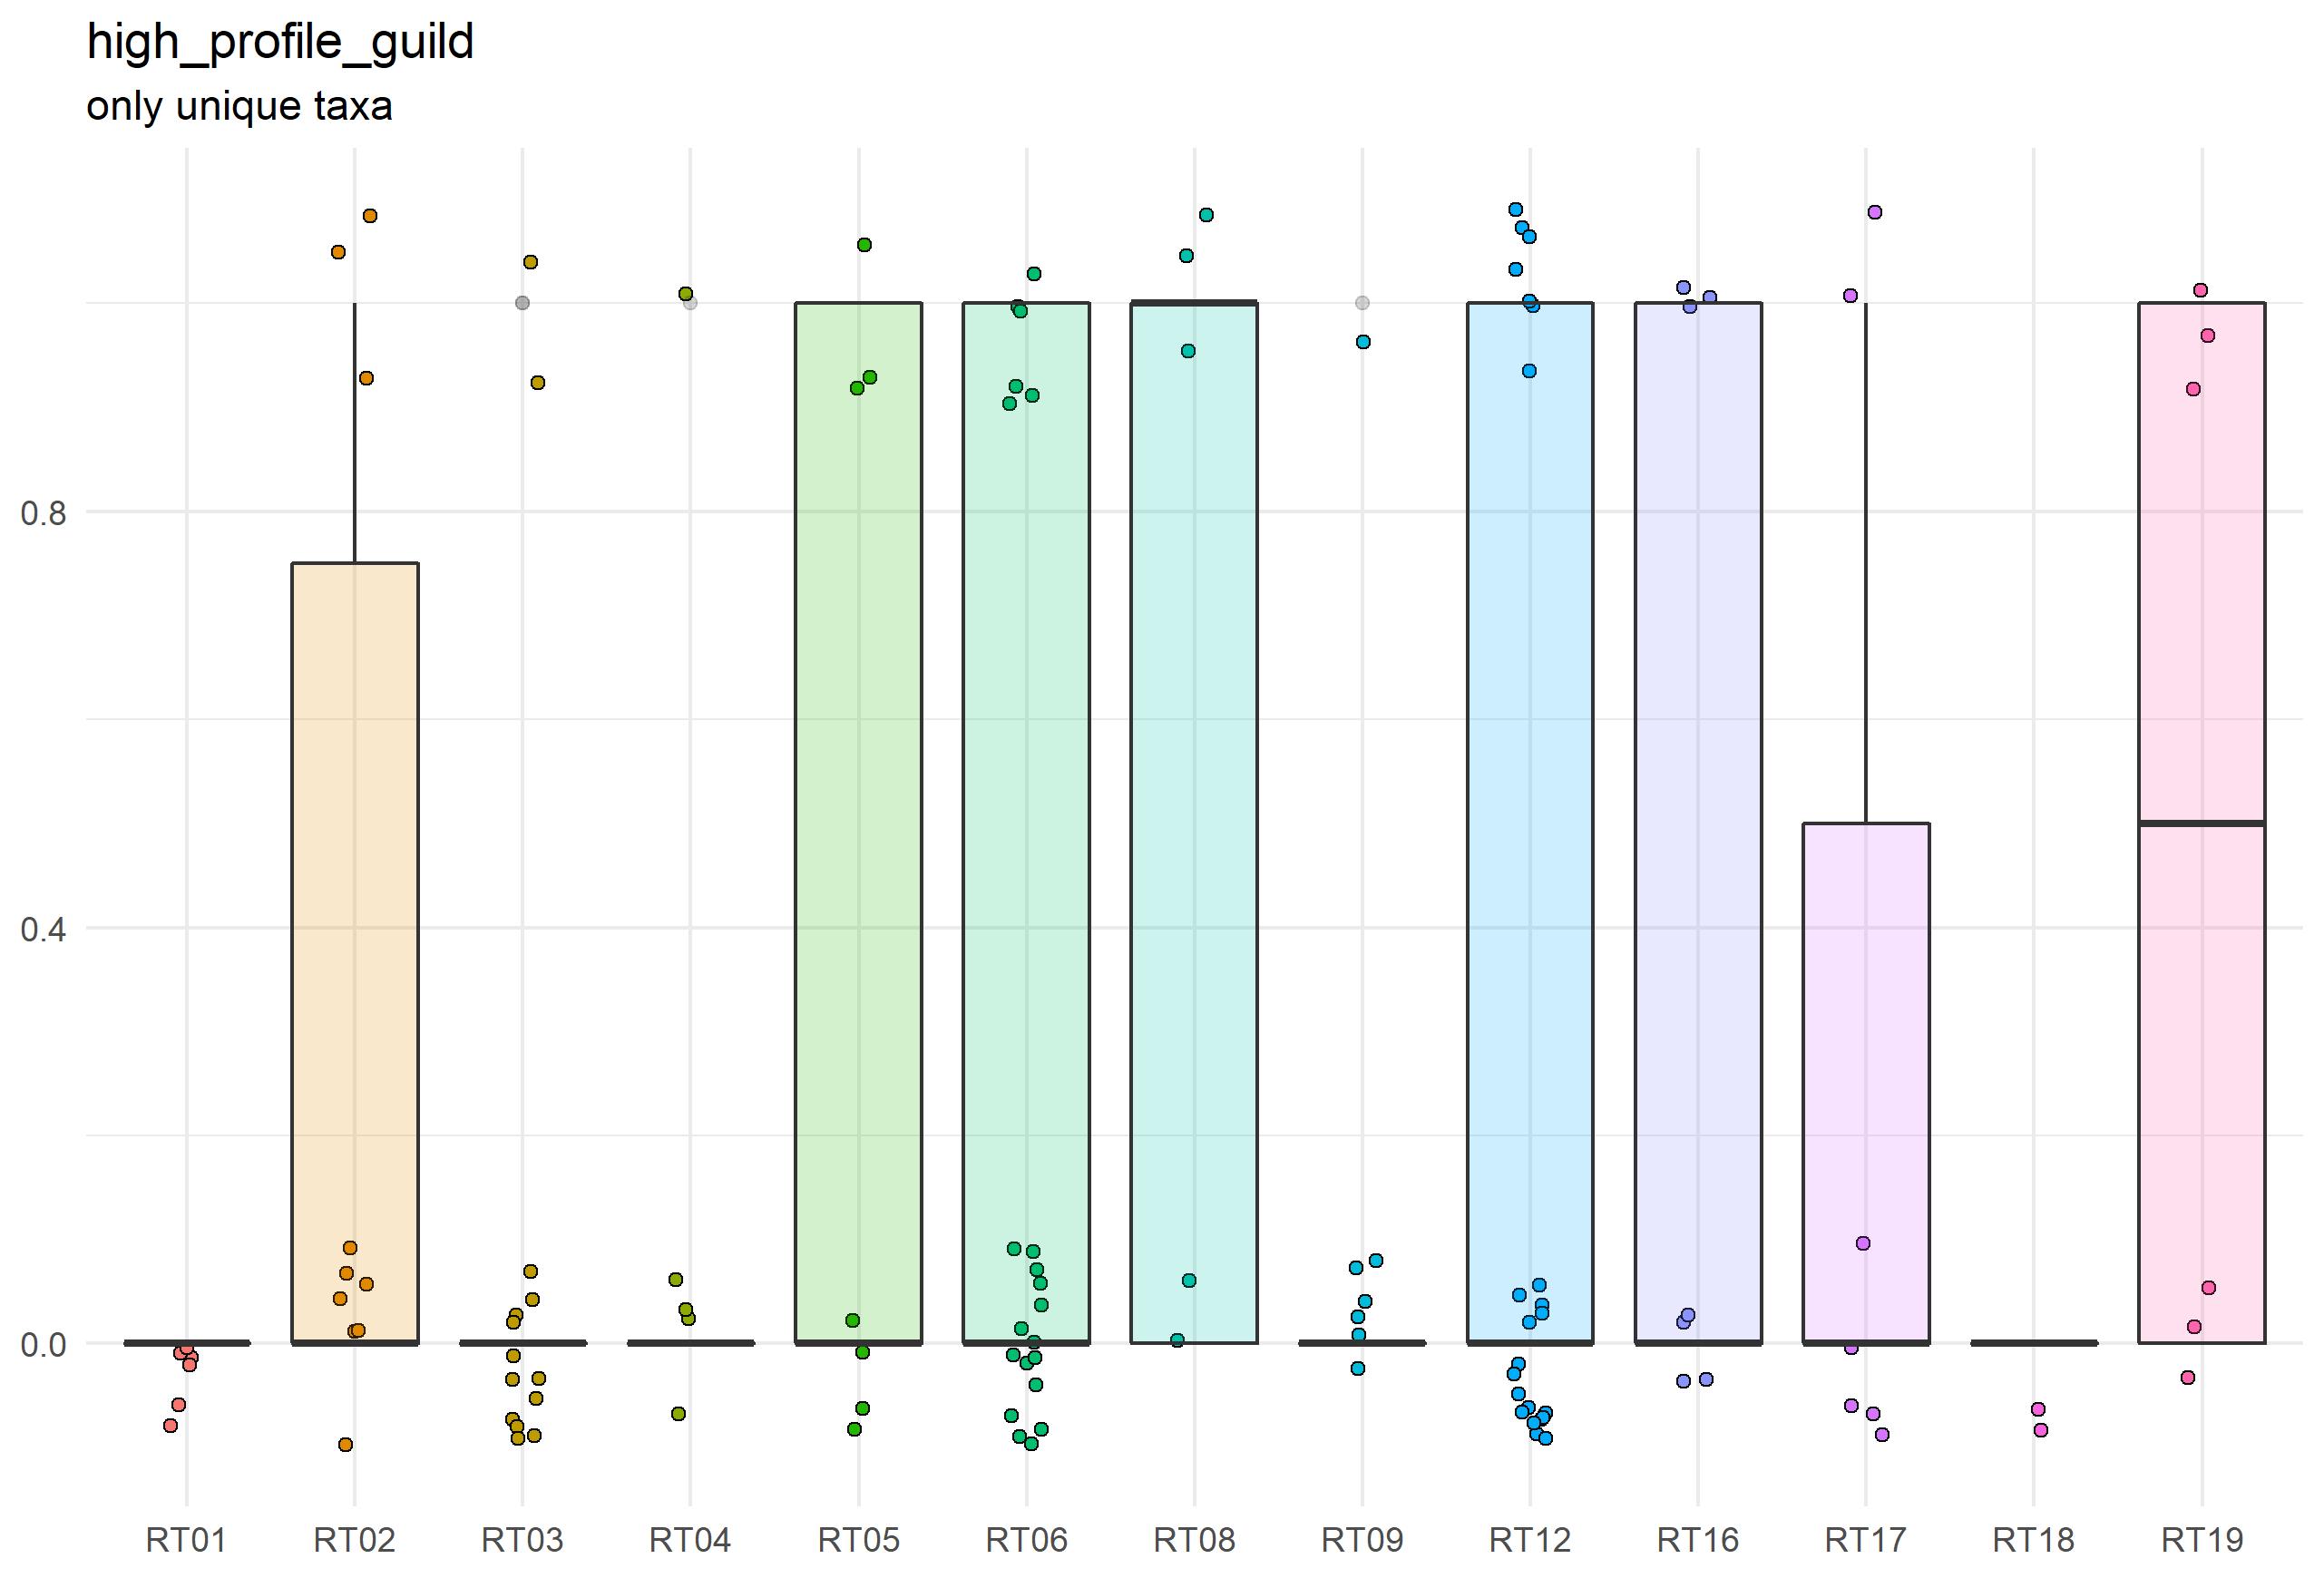 high_profile_guild
only unique taxa
0.8
0.4
0.0
RT01 RT02 RT03 RT04 RT05 RT06 RT08 RT09 RT12 RT16 RT17 RT18 RT19